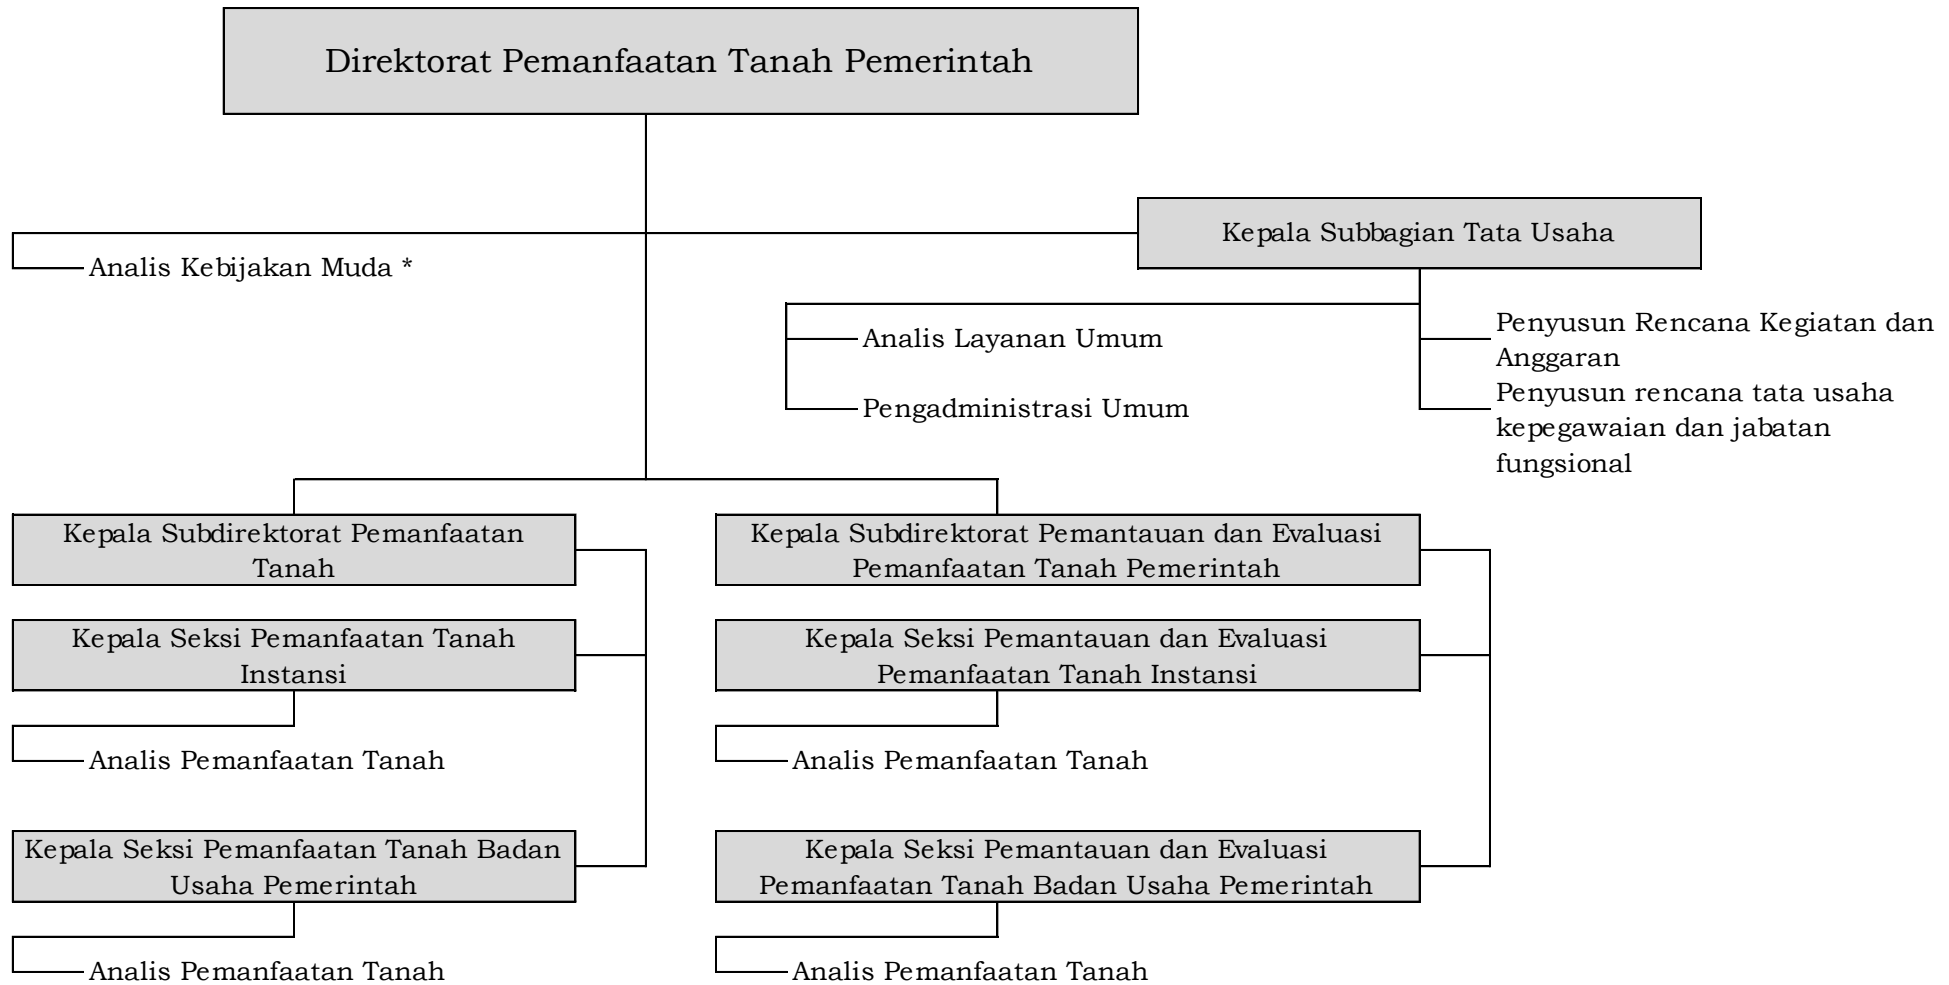 Direktorat Pemanfaatan Tanah Pemerintah
Kepala Subbagian Tata Usaha
Analis Kebijakan Muda *
Analis Layanan Umum
Pengadministrasi Umum
Penyusun Rencana Kegiatan dan
Anggaran
Penyusun rencana tata usaha
kepegawaian dan jabatan
fungsional
Kepala Subdirektorat Pemanfaatan
Tanah
Kepala Seksi Pemanfaatan Tanah
Instansi
Analis Pemanfaatan Tanah
Kepala Seksi Pemanfaatan Tanah Badan
Usaha Pemerintah
Analis Pemanfaatan Tanah
Kepala Subdirektorat Pemantauan dan Evaluasi
Pemanfaatan Tanah Pemerintah
Kepala Seksi Pemantauan dan Evaluasi
Pemanfaatan Tanah Instansi
Analis Pemanfaatan Tanah
Kepala Seksi Pemantauan dan Evaluasi
Pemanfaatan Tanah Badan Usaha Pemerintah
Analis Pemanfaatan Tanah